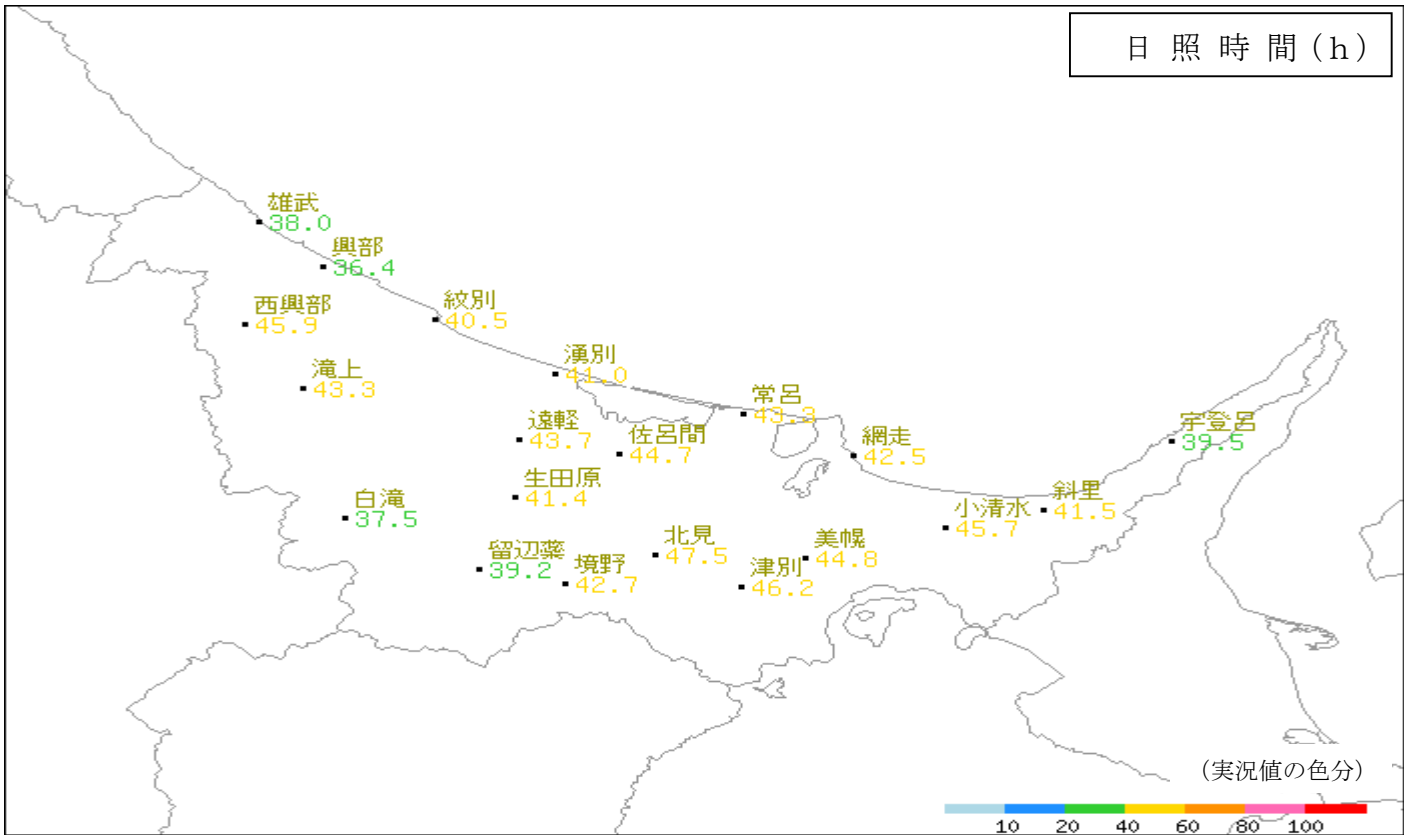 日照時間(h)
雄武
38.0
興部
36.4
西興部
45.9
紋別
40.5
滝上
43.3
湧別
41.0
常呂
43.3
遠軽
43.7
佐呂間
44.7
網走
42.5
宇登呂
39.5
生田原
41.4
白滝
37.5
小清水
45.7
斜里
41.5
留辺蘂
39.2
境野
42.7
北見
47.5
津別
46.2
美幌
44.8
(実況値の色分)
10 20 40 60 80 100